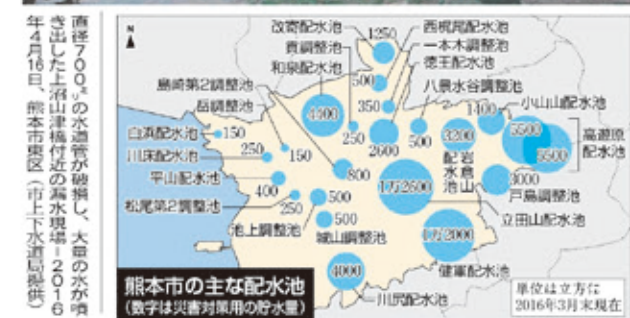 直径700㍉の水道管が破損し、大量の水が噴
き出した上沼山津橋付近の漏水現場=2016
年4月16日、熊本市東区(市上下水道局提供)
N
改寄配水池
1250
貢調整池
和泉配水池
島崎第2調整池
岳調整池
白浜配水池
150
川床配水池
250
平山配水池
400
松尾第2調整池
250
池上調整池
500
城山調整池
500
150
4400
500
350
250
2600
800
西梶尾配水池
一本木調整池
徳王配水池
八景水谷調整池
500
小山山配水池
1400
3200
岩倉山
配水池
5500
5500
高遊原
配水池
3000
戸島調整池
1万2600
立田山配水池
1万2000
健軍配水池
4000
川尻配水池
熊本市の主な配水池
(数字は災害対策用の貯水量)
単位は立方㍍
2016年3月末現在